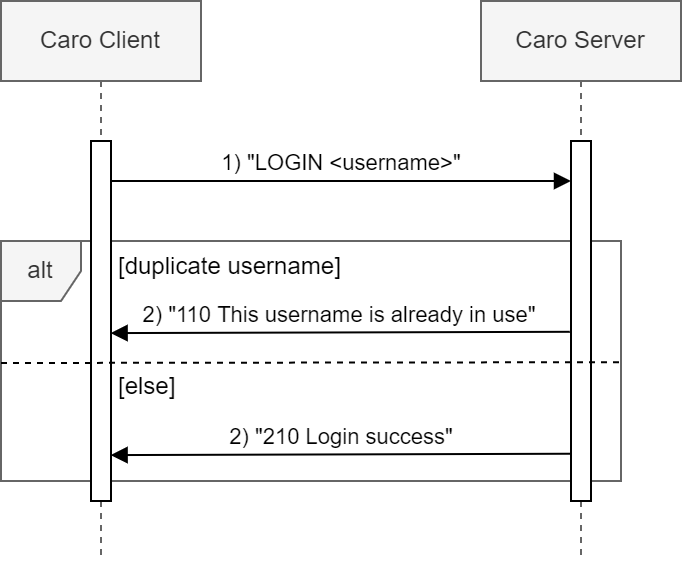 Caro Client
Caro Server
1) "LOGIN <username>"
alt
[duplicate username]
2) "110 This username is already in use"
[else]
2) "210 Login success"